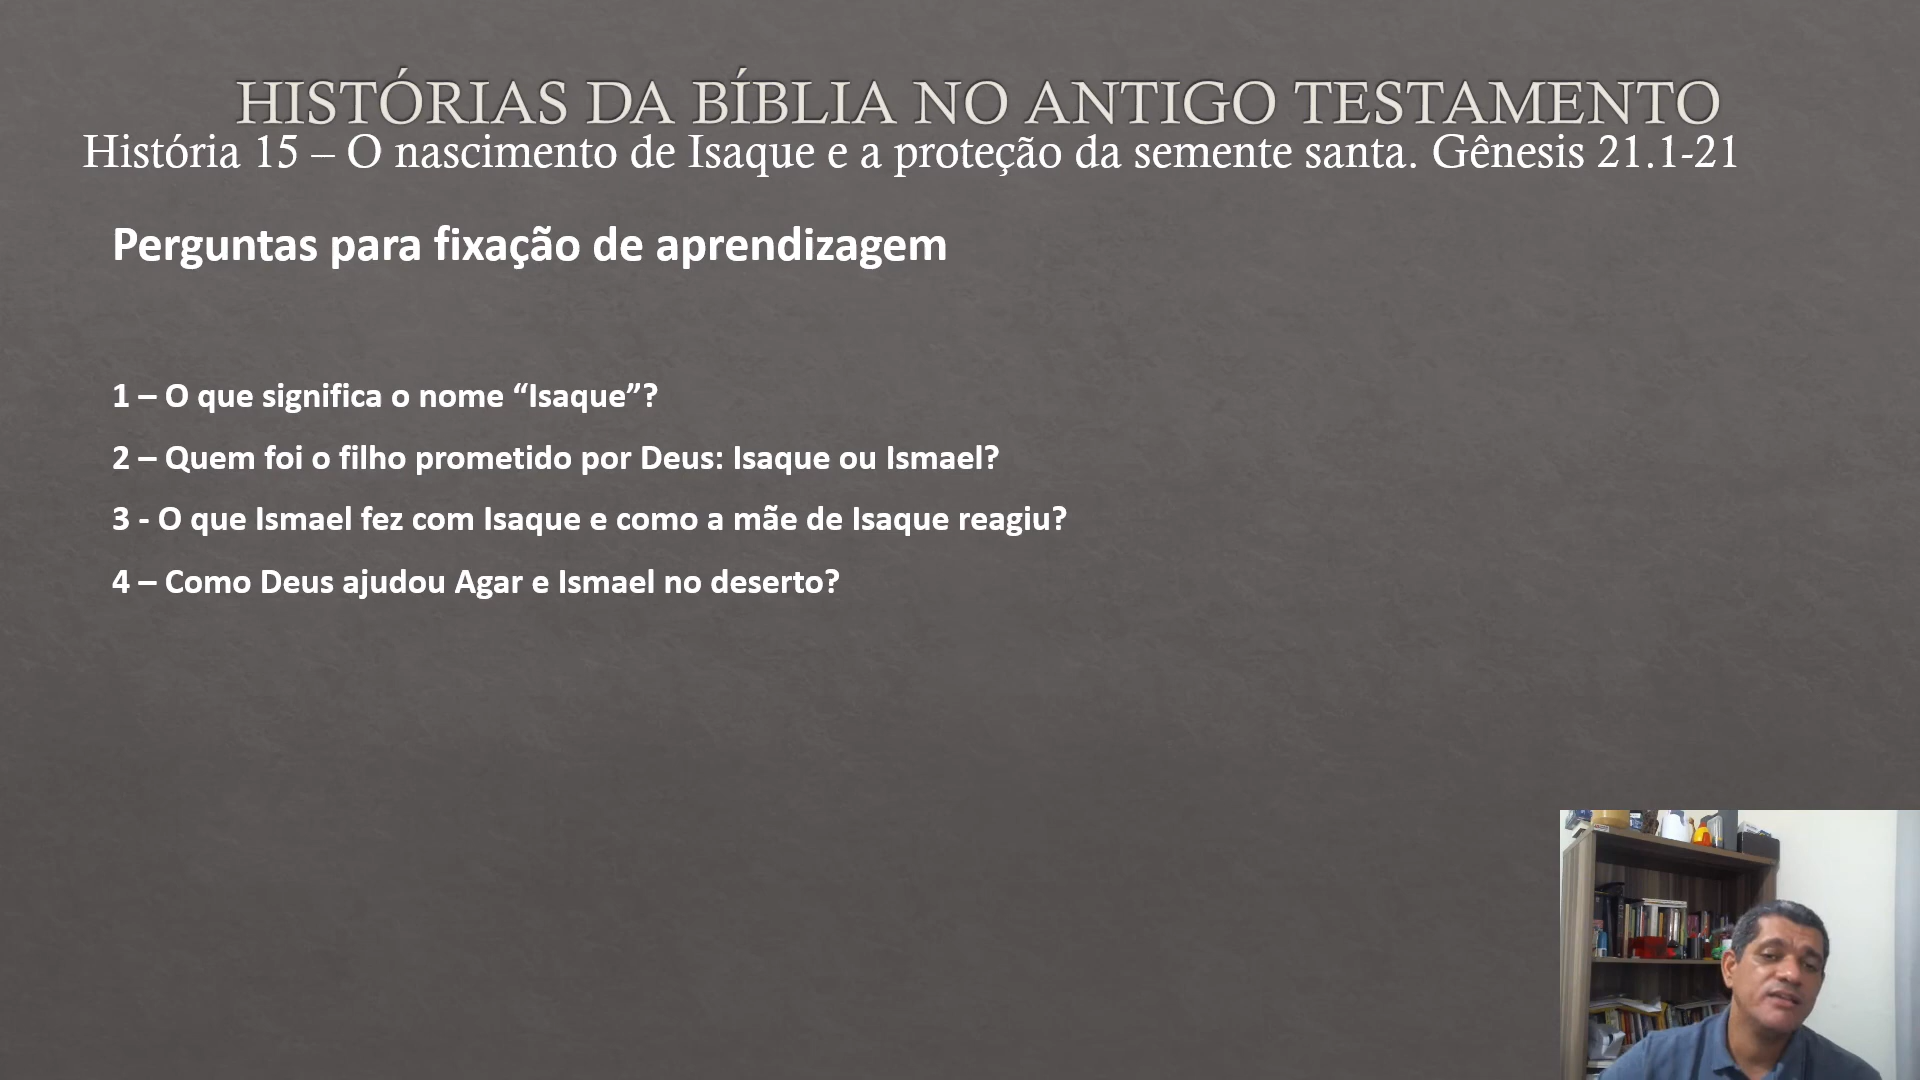 HISTÓRIAS DA BÍBLIA NO ANTIGO TESTAMENTO
História 15 – O nascimento de Isaque e a proteção da semente santa. Gênesis 21.1-21
Perguntas para fixação de aprendizagem
1 – O que significa o nome “Isaque”?
2 – Quem foi o filho prometido por Deus: Isaque ou Ismael?
3 - O que Ismael fez com Isaque e como a mãe de Isaque reagiu?
4 – Como Deus ajudou Agar e Ismael no deserto?